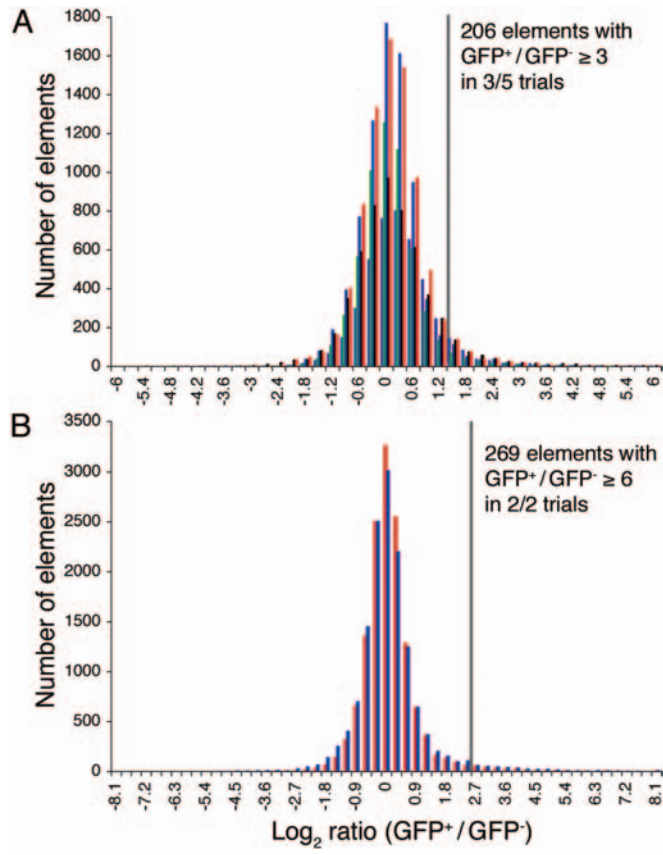 A
1800
1600
1400
1200
1000
800
600
400
200
0
Number of elements
206 elements with
GFP⁺/GFP⁻ ≥ 3
in 3/5 trials
-6 -5.4 -4.8 -4.2 -3.6 -3 -2.4 -1.8 -1.2 -0.6 0 0.6 1.2 1.8 2.4 3 3.6 4.2 4.8 5.4 6
B
3500
3000
2500
2000
1500
1000
500
0
Number of elements
269 elements with
GFP⁺/GFP⁻ ≥ 6
in 2/2 trials
-8.1 -7.2 -6.3 -5.4 -4.5 -3.6 -2.7 -1.8 -0.9 0 0.9 1.8 2.7 3.6 4.5 5.4 6.3 7.2 8.1
Log₂ ratio (GFP⁺/GFP⁻)